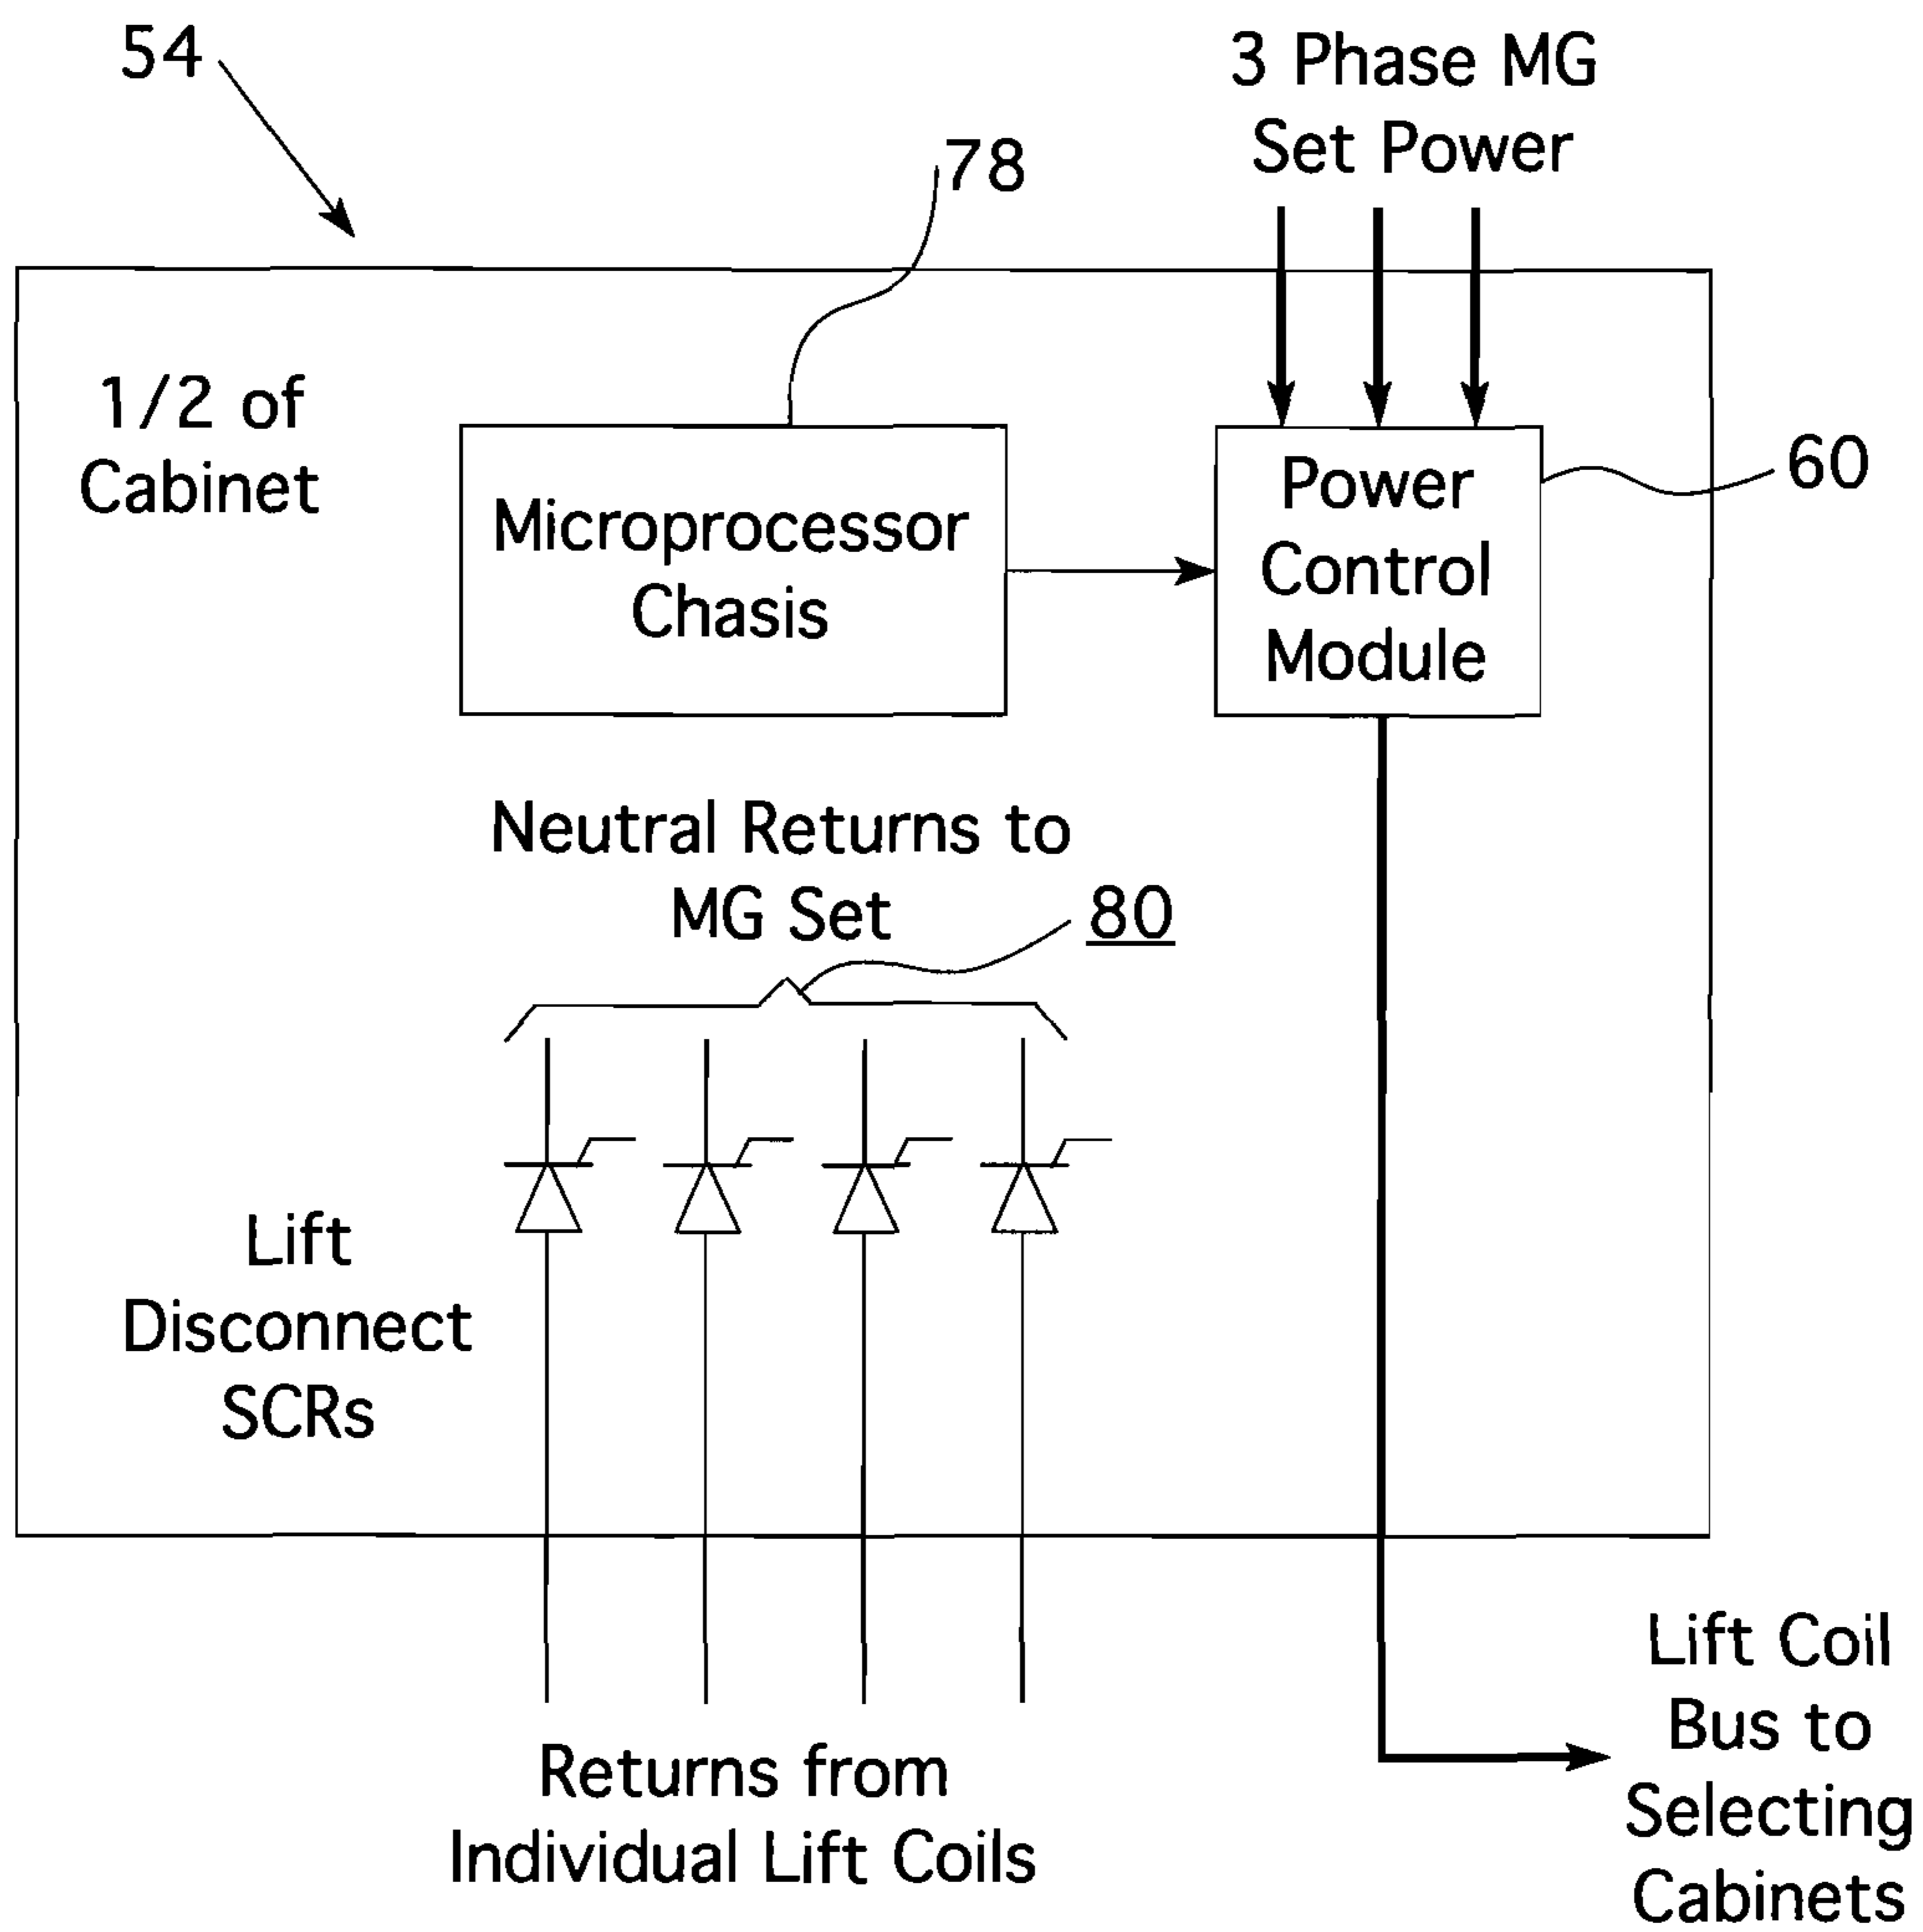 54
3 Phase MG
Set Power
78
1/2 of
Cabinet
Microprocessor
Chasis
Power
Control
Module
60
Neutral Returns to
MG Set
80
Lift
Disconnect
SCRs
Returns from
Individual Lift Coils
Lift Coil
Bus to
Selecting
Cabinets